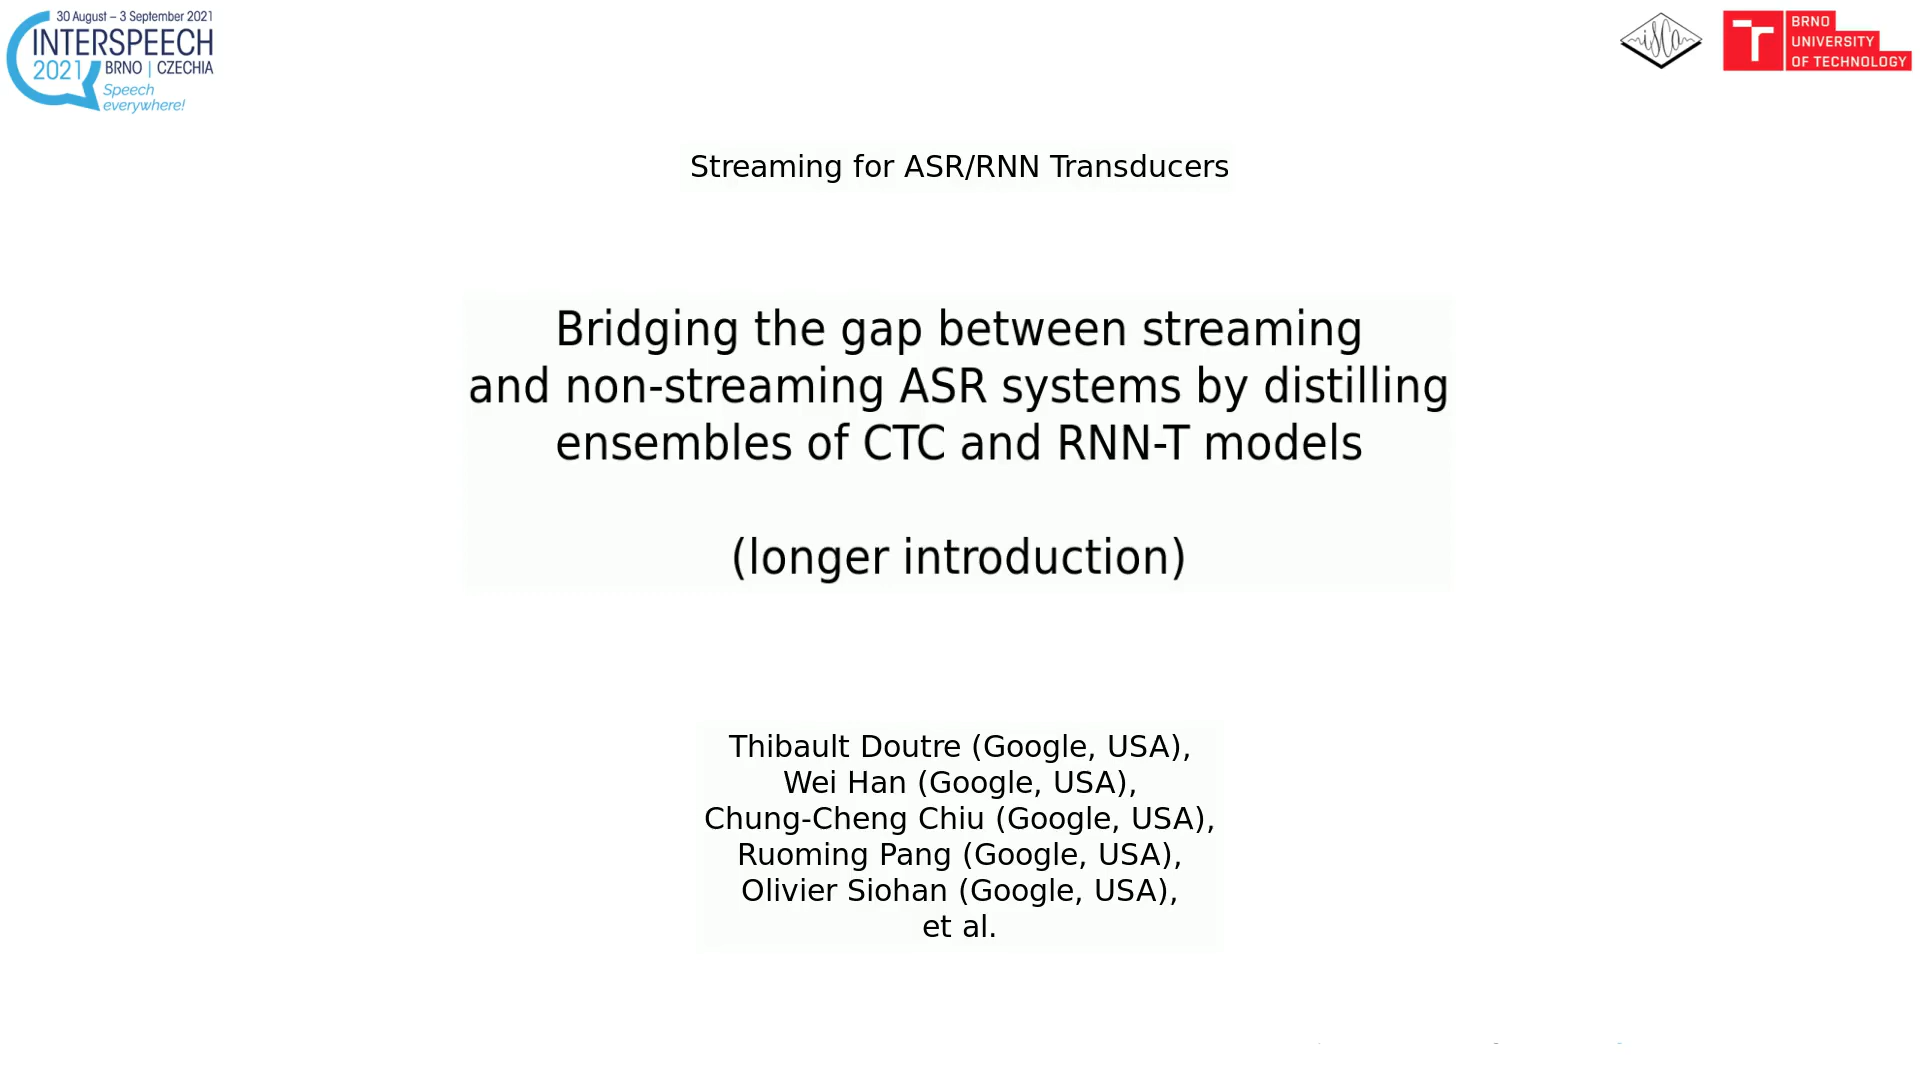 30 August – 3 September 2021
INTERSPEECH
2021 BRNO | CZECHIA
Speech
everywhere!
isca
BRNO
UNIVERSITY
OF TECHNOLOGY
Streaming for ASR/RNN Transducers
Bridging the gap between streaming
and non-streaming ASR systems by distilling
ensembles of CTC and RNN-T models
(longer introduction)
Thibault Doutre (Google, USA),
Wei Han (Google, USA),
Chung-Cheng Chiu (Google, USA),
Ruoming Pang (Google, USA),
Olivier Siohan (Google, USA),
et al.